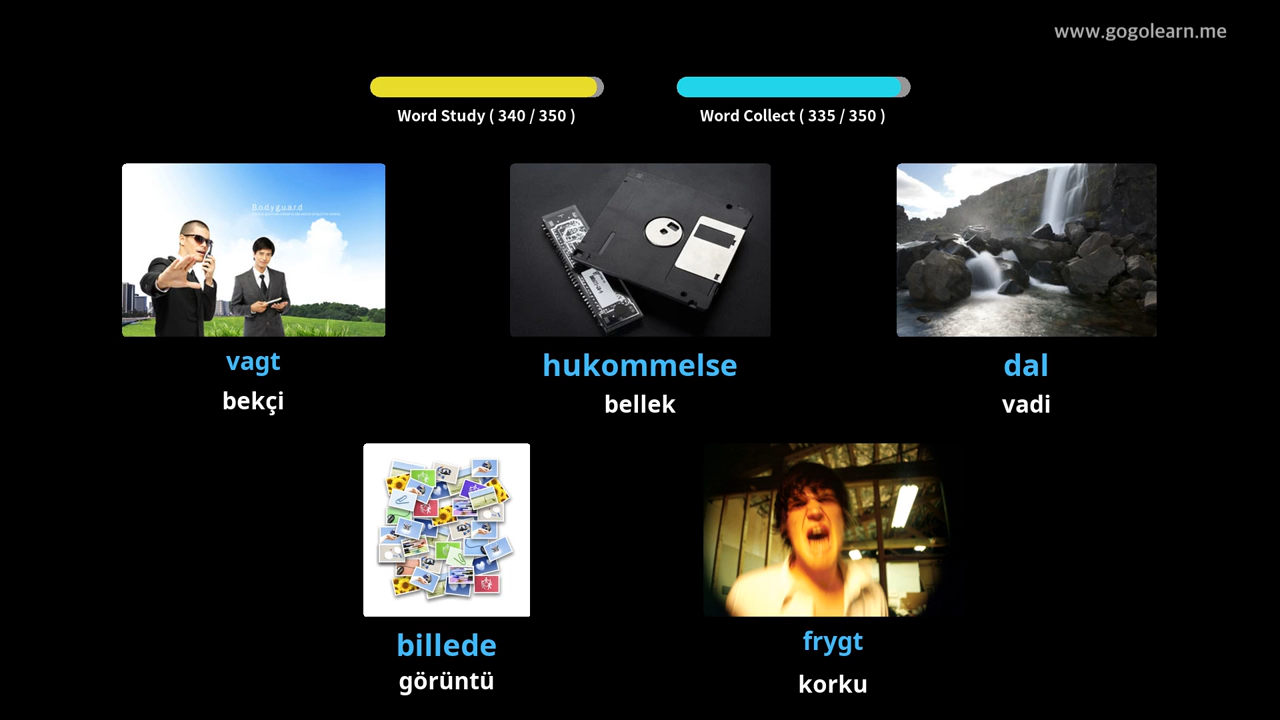 www.gogolearn.me
Word Study ( 340 / 350 )
Word Collect ( 335 / 350 )
Bodyguard
vagt
bekçi
hukommelse
bellek
dal
vadi
billede
görüntü
frygt
korku